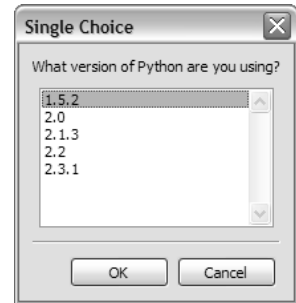 Single Choice
What version of Python are you using?
1.5.2
2.0
2.1.3
2.2
2.3.1
OK
Cancel